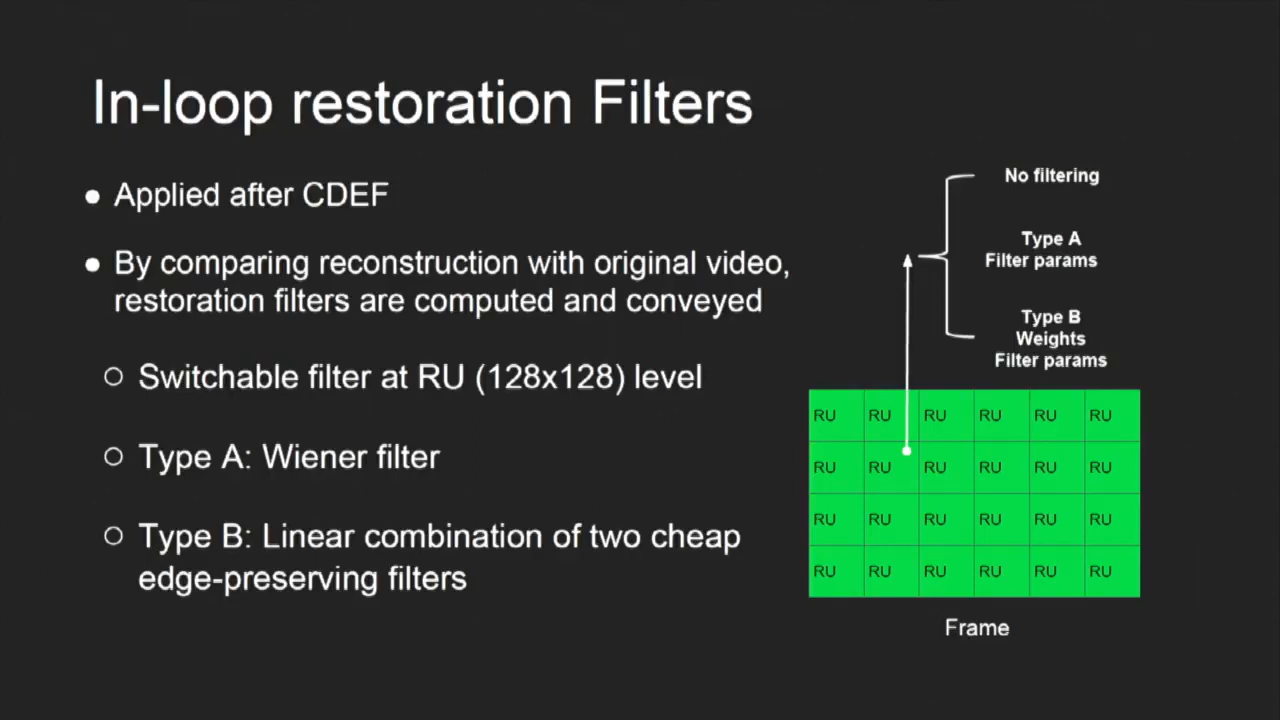 In-loop restoration Filters
● Applied after CDEF
● By comparing reconstruction with original video,
restoration filters are computed and conveyed
○ Switchable filter at RU (128x128) level
○ Type A: Wiener filter
○ Type B: Linear combination of two cheap
edge-preserving filters
No filtering
Type A
Filter params
Type B
Weights
Filter params
RU RU RU RU RU RU
RU RU RU RU RU RU
RU RU RU RU RU RU
RU RU RU RU RU RU
Frame